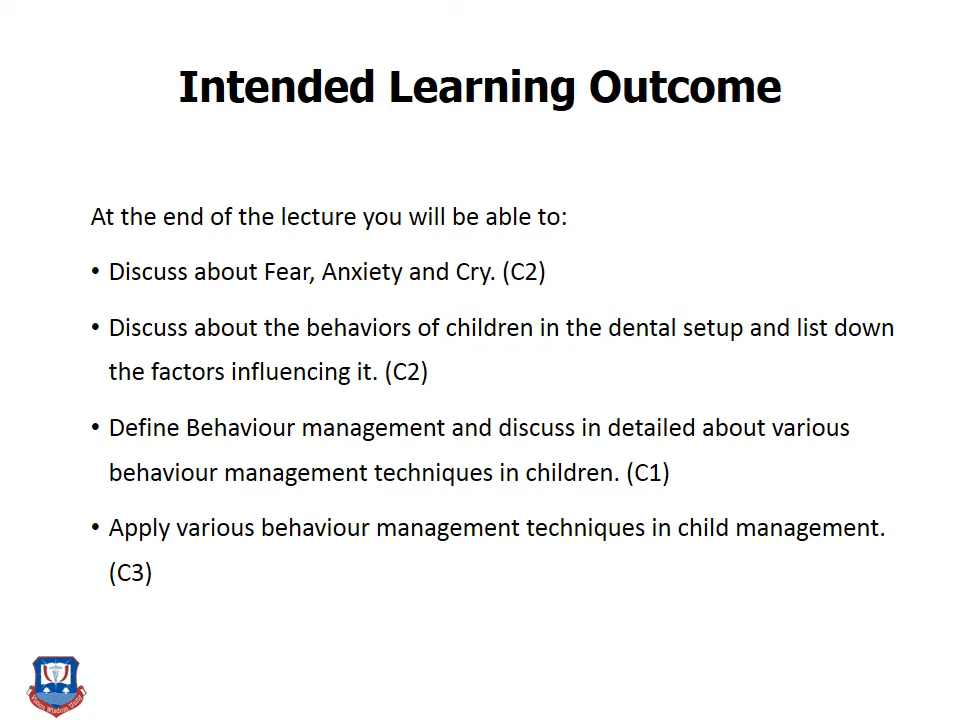 Intended Learning Outcome
At the end of the lecture you will be able to:
• Discuss about Fear, Anxiety and Cry. (C2)
• Discuss about the behaviors of children in the dental setup and list down
the factors influencing it. (C2)
• Define Behaviour management and discuss in detailed about various
behaviour management techniques in children. (C1)
• Apply various behaviour management techniques in child management.
(C3)
Vision Wisdom Unity